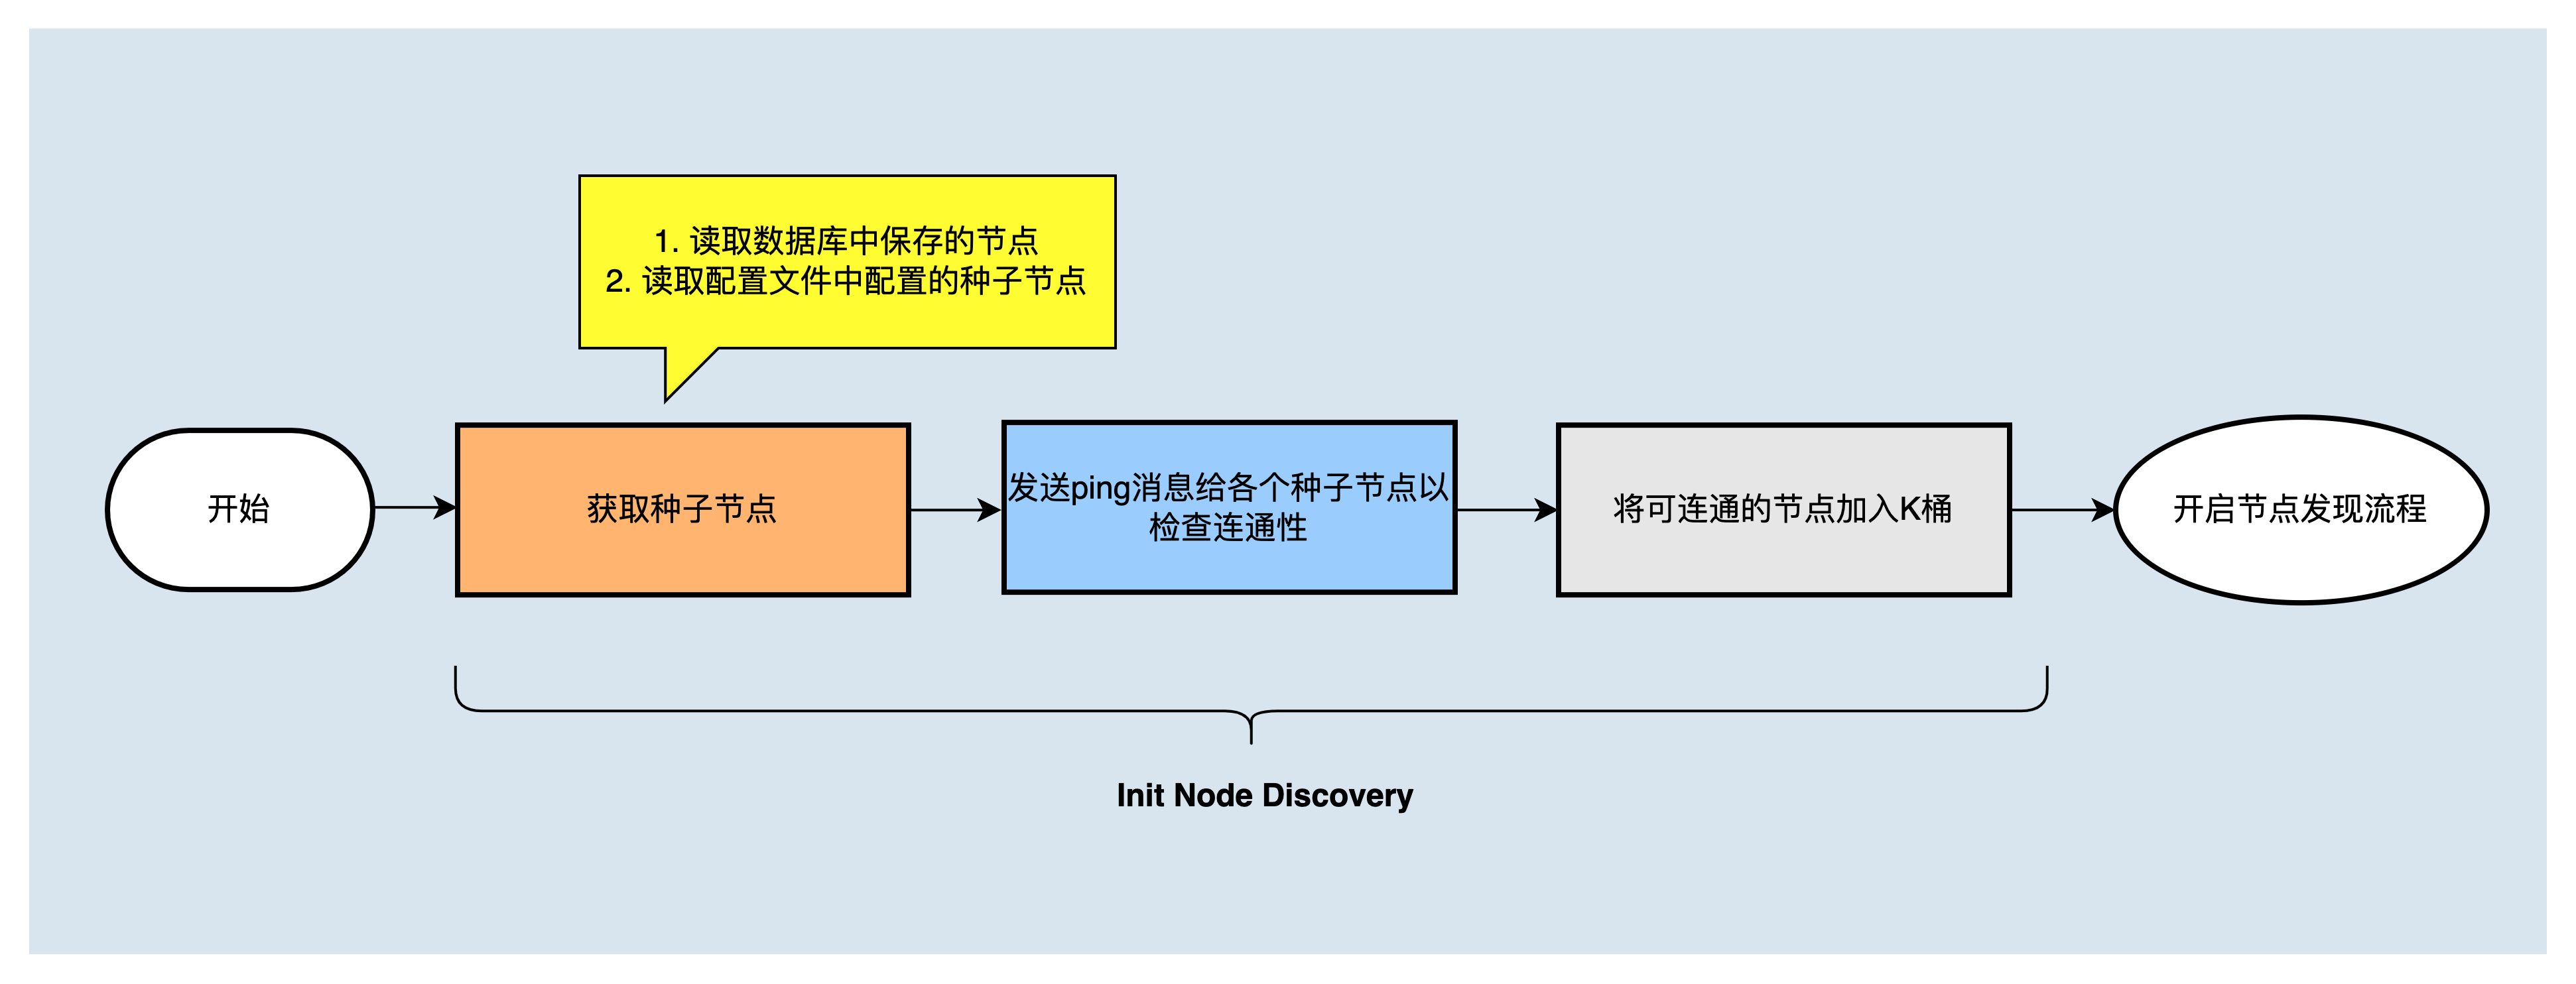 1. 读取数据库中保存的节点
2. 读取配置文件中配置的种子节点
开始
获取种子节点
发送ping消息给各个种子节点以
检查连通性
将可连通的节点加入K桶
开启节点发现流程
Init Node Discovery